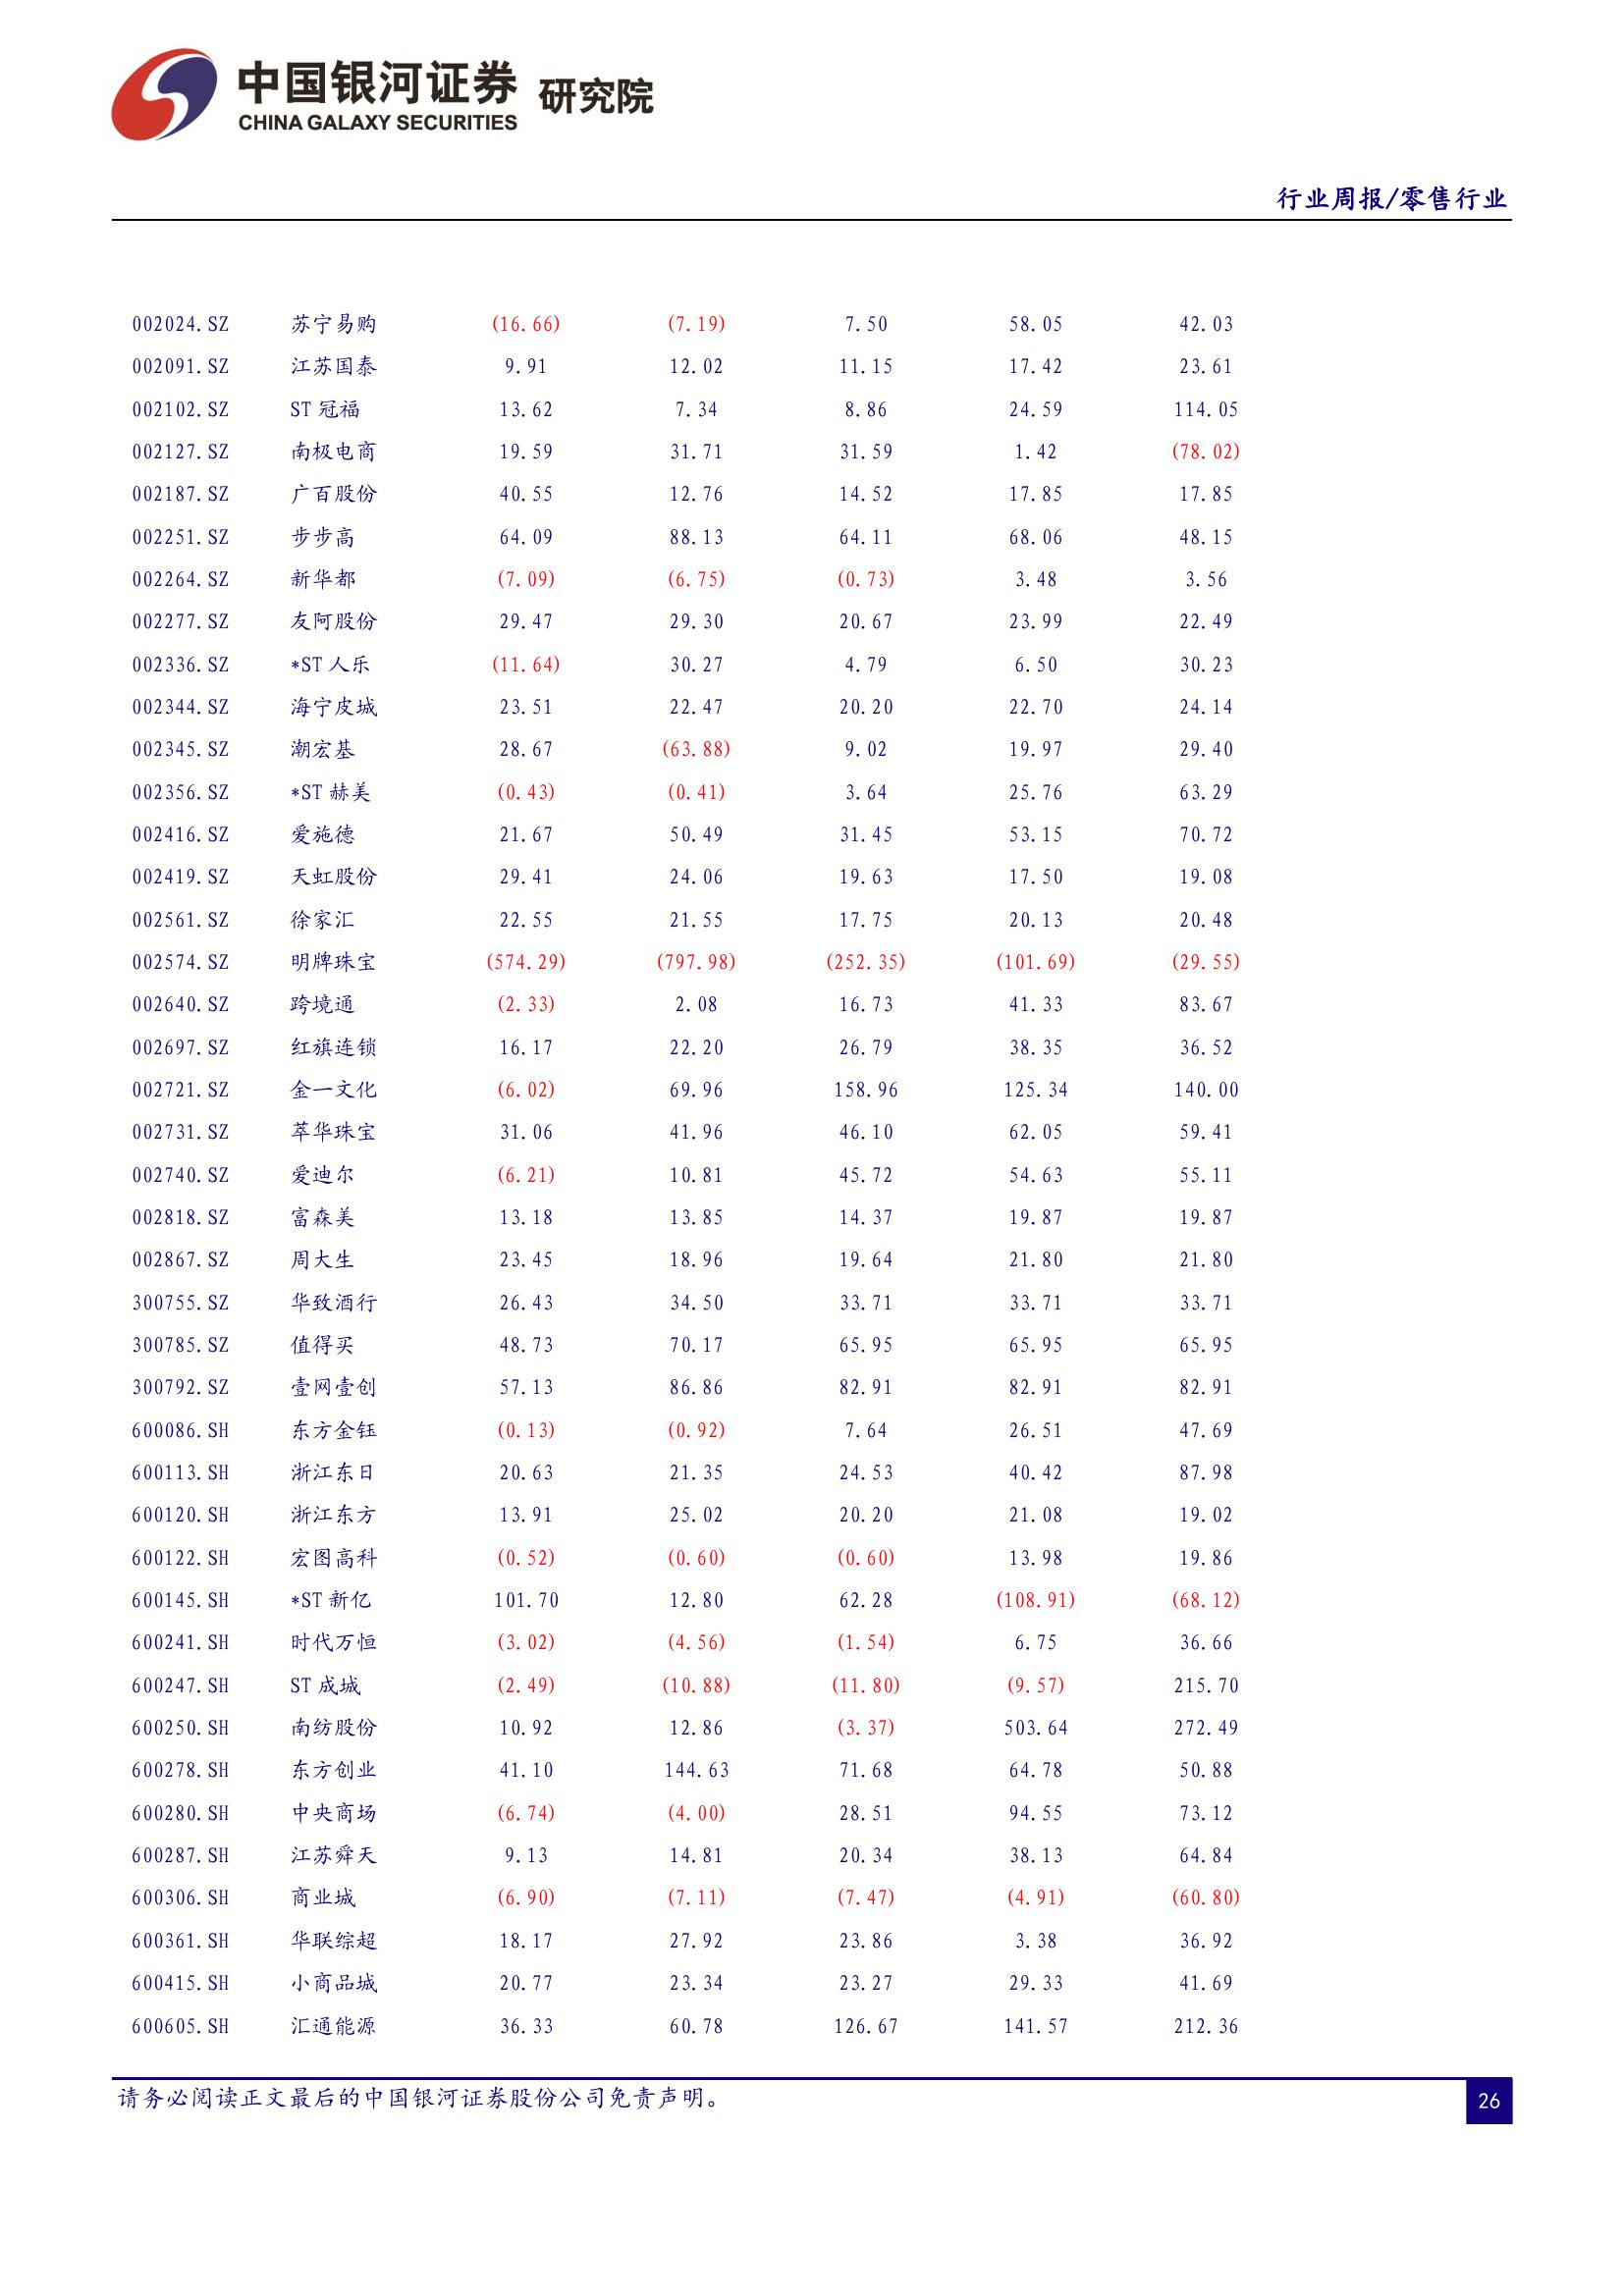 中国银河证券 研究院
CHINA GALAXY SECURITIES
行业周报/零售行业
002024.SZ 苏宁易购 (16.66) (7.19) 7.50 58.05 42.03
002091.SZ 江苏国泰 9.91 12.02 11.15 17.42 23.61
002102.SZ ST冠福 13.62 7.34 8.86 24.59 114.05
002127.SZ 南极电商 19.59 31.71 31.59 1.42 (78.02)
002187.SZ 广百股份 40.55 12.76 14.52 17.85 17.85
002251.SZ 步步高 64.09 88.13 64.11 68.06 48.15
002264.SZ 新华都 (7.09) (6.75) (0.73) 3.48 3.56
002277.SZ 友阿股份 29.47 29.30 20.67 23.99 22.49
002336.SZ *ST人乐 (11.64) 30.27 4.79 6.50 30.23
002344.SZ 海宁皮城 23.51 22.47 20.20 22.70 24.14
002345.SZ 潮宏基 28.67 (63.88) 9.02 19.97 29.40
002356.SZ *ST赫美 (0.43) (0.41) 3.64 25.76 63.29
002416.SZ 爱施德 21.67 50.49 31.45 53.15 70.72
002419.SZ 天虹股份 29.41 24.06 19.63 17.50 19.08
002561.SZ 徐家汇 22.55 21.55 17.75 20.13 20.48
002574.SZ 明牌珠宝 (574.29) (797.98) (252.35) (101.69) (29.55)
002640.SZ 跨境通 (2.33) 2.08 16.73 41.33 83.67
002697.SZ 红旗连锁 16.17 22.20 26.79 38.35 36.52
002721.SZ 金一文化 (6.02) 69.96 158.96 125.34 140.00
002731.SZ 萃华珠宝 31.06 41.96 46.10 62.05 59.41
002740.SZ 爱迪尔 (6.21) 10.81 45.72 54.63 55.11
002818.SZ 富森美 13.18 13.85 14.37 19.87 19.87
002867.SZ 周大生 23.45 18.96 19.64 21.80 21.80
300755.SZ 华致酒行 26.43 34.50 33.71 33.71 33.71
300785.SZ 值得买 48.73 70.17 65.95 65.95 65.95
300792.SZ 壹网壹创 57.13 86.86 82.91 82.91 82.91
600086.SH 东方金钰 (0.13) (0.92) 7.64 26.51 47.69
600113.SH 浙江东日 20.63 21.35 24.53 40.42 87.98
600120.SH 浙江东方 13.91 25.02 20.20 21.08 19.02
600122.SH 宏图高科 (0.52) (0.60) (0.60) 13.98 19.86
600145.SH *ST新亿 101.70 12.80 62.28 (108.91) (68.12)
600241.SH 时代万恒 (3.02) (4.56) (1.54) 6.75 36.66
600247.SH ST成城 (2.49) (10.88) (11.80) (9.57) 215.70
600250.SH 南纺股份 10.92 12.86 (3.37) 503.64 272.49
600278.SH 东方创业 41.10 144.63 71.68 64.78 50.88
600280.SH 中央商场 (6.74) (4.00) 28.51 94.55 73.12
600287.SH 江苏舜天 9.13 14.81 20.34 38.13 64.84
600306.SH 商业城 (6.90) (7.11) (7.47) (4.91) (60.80)
600361.SH 华联综超 18.17 27.92 23.86 3.38 36.92
600415.SH 小商品城 20.77 23.34 23.27 29.33 41.69
600605.SH 汇通能源 36.33 60.78 126.67 141.57 212.36
请务必阅读正文最后的中国银河证券股份公司免责声明。
26